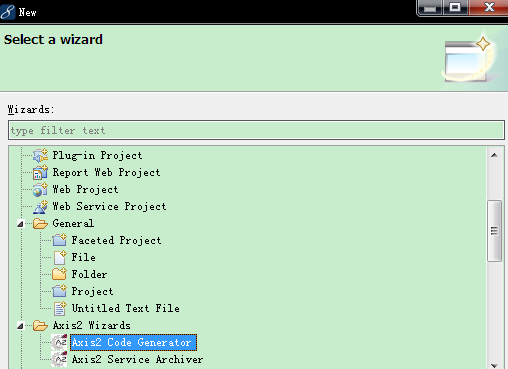 New
Select a wizard
Wizards:
type filter text
Plug-in Project
Report Web Project
Web Project
Web Service Project
General
Faceted Project
File
Folder
Project
Untitled Text File
Axis2 Wizards
Axis2 Code Generator
Axis2 Service Archiver